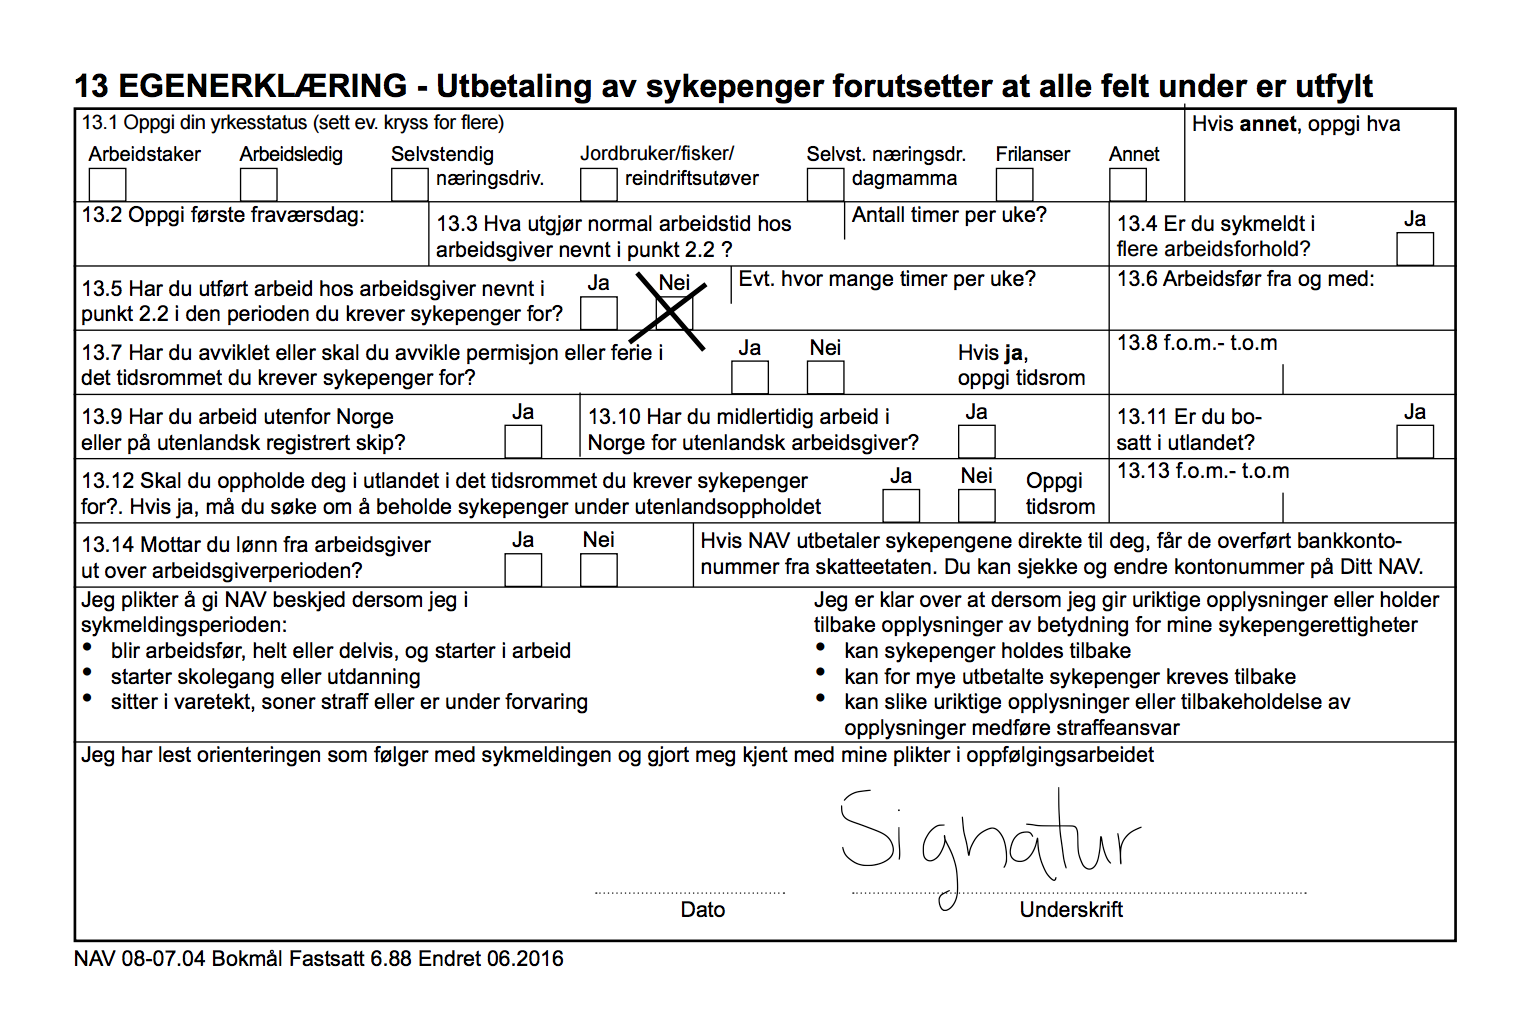 13 EGENERKLÆRING - Utbetaling av sykepenger forutsetter at alle felt under er utfylt
13.1 Oppgi din yrkesstatus (sett ev. kryss for flere)
Hvis annet, oppgi hva
Arbeidstaker
Arbeidsledig
Selvstendig
næringsdriv.
Jordbruker/fisker/
reindriftsutøver
Selvst. næringsdr.
dagmamma
Frilanser
Annet
13.2 Oppgi første fraværsdag:
13.3 Hva utgjør normal arbeidstid hos
arbeidsgiver nevnt i punkt 2.2 ?
Antall timer per uke?
13.4 Er du sykmeldt i
flere arbeidsforhold?
Ja
13.5 Har du utført arbeid hos arbeidsgiver nevnt i
punkt 2.2 i den perioden du krever sykepenger for?
Ja
Nei
Evt. hvor mange timer per uke?
13.6 Arbeidsfør fra og med:
13.7 Har du avviklet eller skal du avvikle permisjon eller ferie i
det tidsrommet du krever sykepenger for?
Ja
Nei
Hvis ja,
oppgi tidsrom
13.8 f.o.m.- t.o.m
13.9 Har du arbeid utenfor Norge
eller på utenlandsk registrert skip?
Ja
13.10 Har du midlertidig arbeid i
Norge for utenlandsk arbeidsgiver?
Ja
13.11 Er du bo-
satt i utlandet?
Ja
13.12 Skal du oppholde deg i utlandet i det tidsrommet du krever sykepenger
for?. Hvis ja, må du søke om å beholde sykepenger under utenlandsoppholdet
Ja
Nei
Oppgi
tidsrom
13.13 f.o.m.- t.o.m
13.14 Mottar du lønn fra arbeidsgiver
ut over arbeidsgiverperioden?
Ja
Nei
Hvis NAV utbetaler sykepengene direkte til deg, får de overført bankkonto-
nummer fra skatteetaten. Du kan sjekke og endre kontonummer på Ditt NAV.
Jeg plikter å gi NAV beskjed dersom jeg i
sykmeldingsperioden:
• blir arbeidsfør, helt eller delvis, og starter i arbeid
• starter skolegang eller utdanning
• sitter i varetekt, soner straff eller er under forvaring
Jeg er klar over at dersom jeg gir uriktige opplysninger eller holder
tilbake opplysninger av betydning for mine sykepengerettigheter
• kan sykepenger holdes tilbake
• kan for mye utbetalte sykepenger kreves tilbake
• kan slike uriktige opplysninger eller tilbakeholdelse av
opplysninger medføre straffeansvar
Jeg har lest orienteringen som følger med sykmeldingen og gjort meg kjent med mine plikter i oppfølgingsarbeidet
Signatur
Dato
Underskrift
NAV 08-07.04 Bokmål Fastsatt 6.88 Endret 06.2016